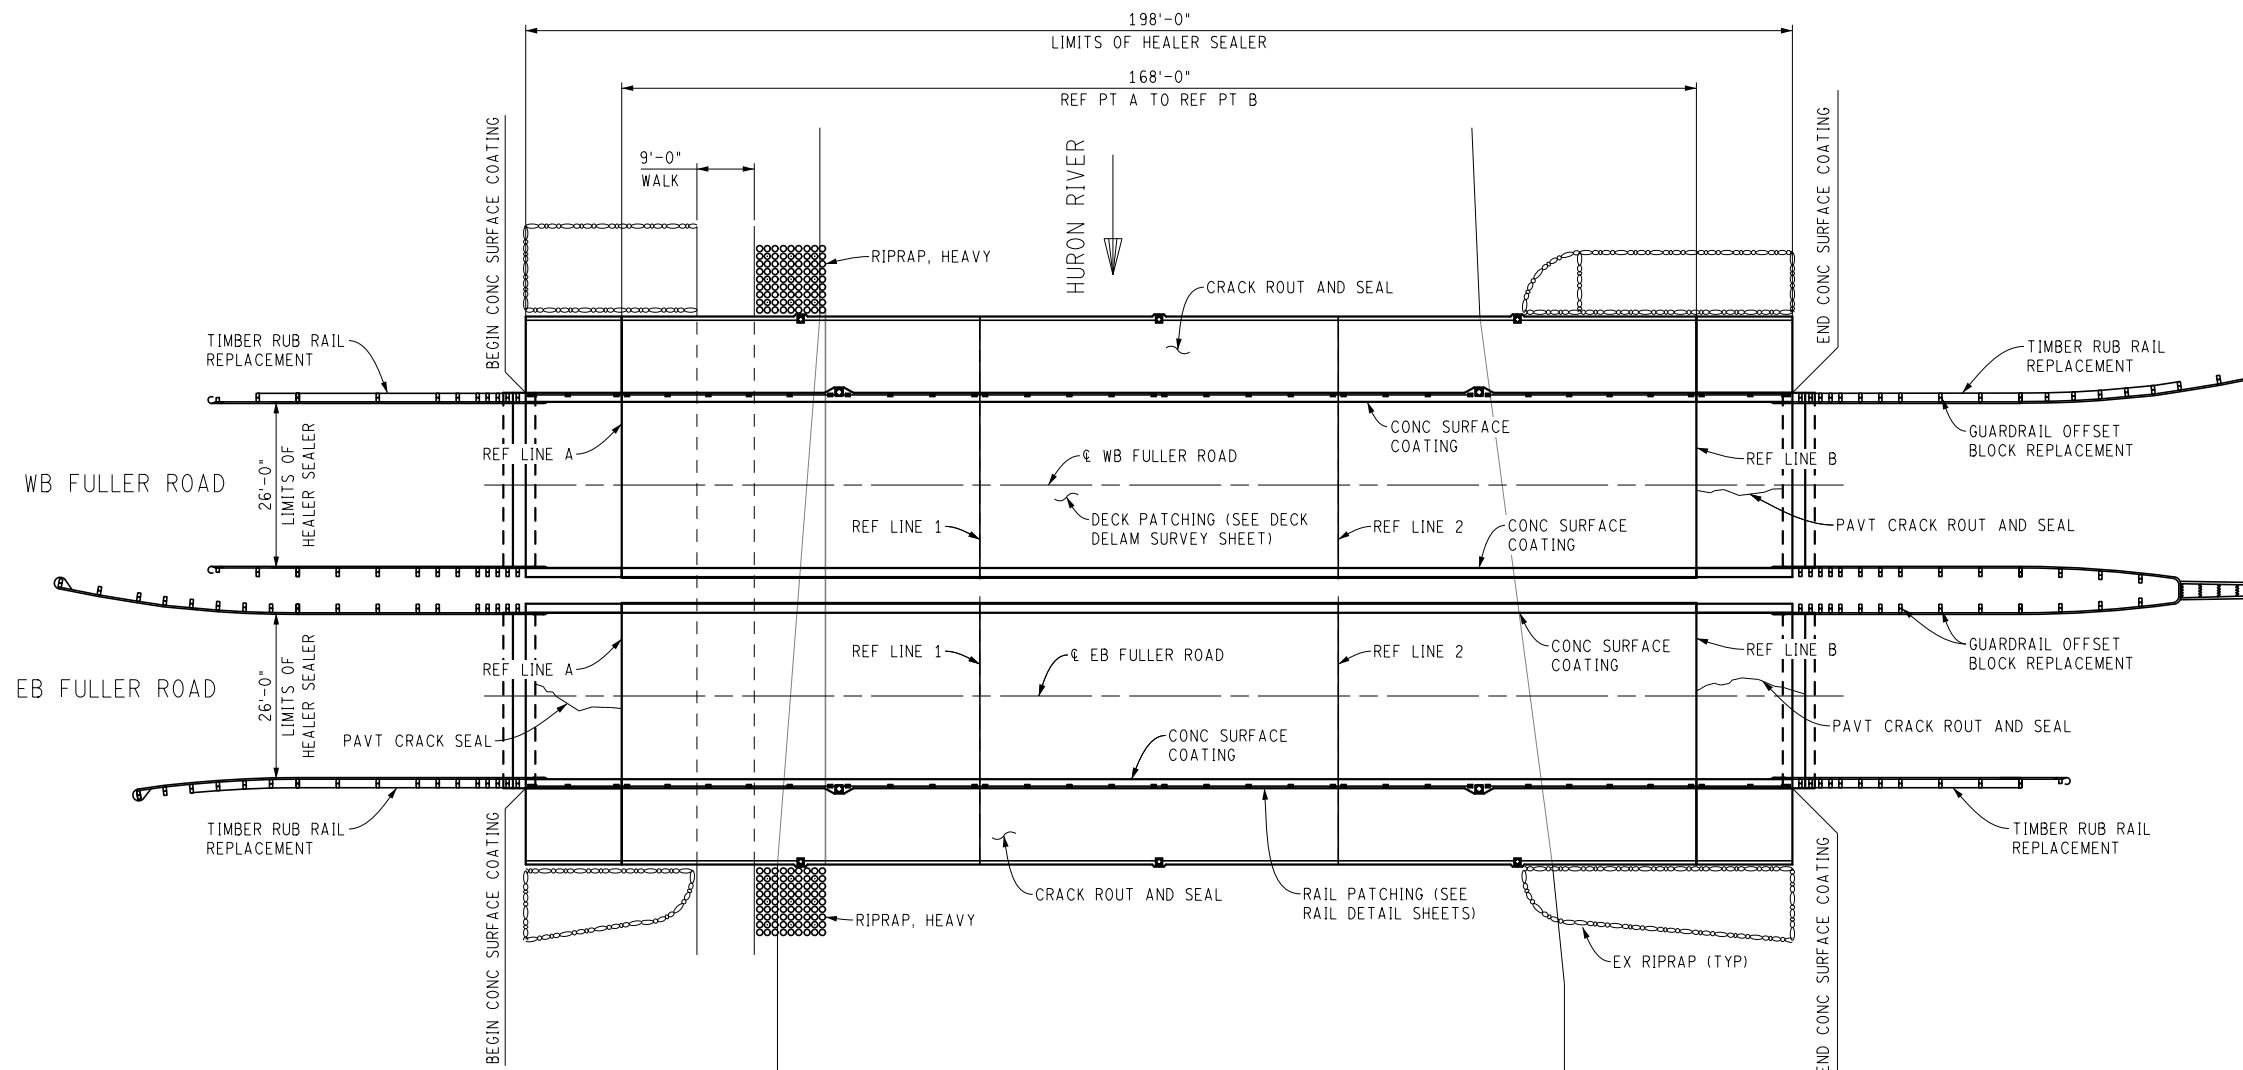 198'-0"
LIMITS OF HEALER SEALER
168'-0"
REF PT A TO REF PT B
9'-0"
WALK
BEGIN CONC SURFACE COATING
HURON RIVER
END CONC SURFACE COATING
RIPRAP, HEAVY
CRACK ROUT AND SEAL
TIMBER RUB RAIL
REPLACEMENT
TIMBER RUB RAIL
REPLACEMENT
WB FULLER ROAD
26'-0"
LIMITS OF
HEALER SEALER
REF LINE A
℄ WB FULLER ROAD
CONC SURFACE
COATING
REF LINE B
GUARDRAIL OFFSET
BLOCK REPLACEMENT
REF LINE 1
DECK PATCHING (SEE DECK
DELAM SURVEY SHEET)
REF LINE 2
CONC SURFACE
COATING
PAVT CRACK ROUT AND SEAL
EB FULLER ROAD
26'-0"
LIMITS OF
HEALER SEALER
REF LINE A
REF LINE 1
℄ EB FULLER ROAD
REF LINE 2
CONC SURFACE
COATING
REF LINE B
GUARDRAIL OFFSET
BLOCK REPLACEMENT
PAVT CRACK SEAL
CONC SURFACE
COATING
PAVT CRACK ROUT AND SEAL
TIMBER RUB RAIL
REPLACEMENT
TIMBER RUB RAIL
REPLACEMENT
BEGIN CONC SURFACE COATING
RIPRAP, HEAVY
CRACK ROUT AND SEAL
RAIL PATCHING (SEE
RAIL DETAIL SHEETS)
EX RIPRAP (TYP)
END CONC SURFACE COATING